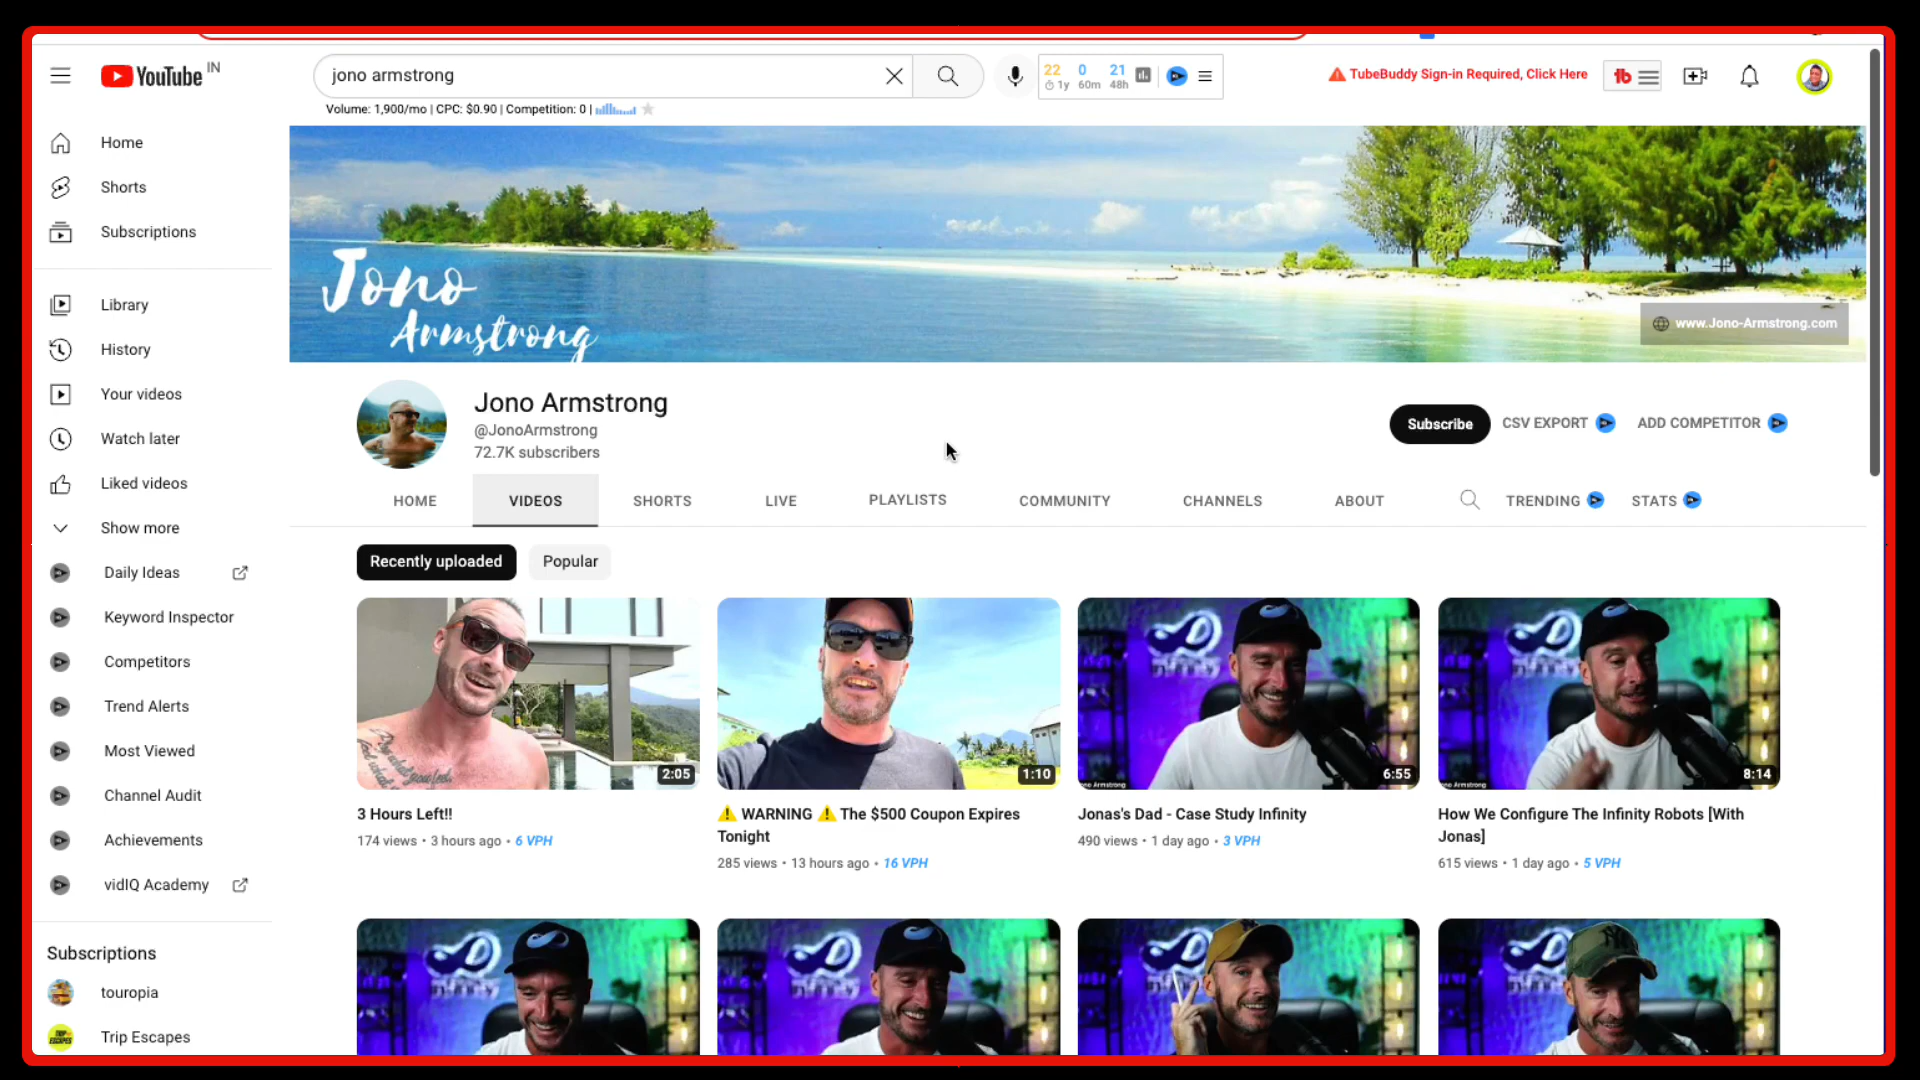 YouTube IN
jono armstrong
22 0 21
1y 60m 48h
TubeBuddy Sign-in Required, Click Here
tb
Volume: 1,900/mo | CPC: $0.90 | Competition: 0 |
Home
Shorts
Subscriptions
Library
History
Your videos
Watch later
Liked videos
Show more
Daily Ideas
Keyword Inspector
Competitors
Trend Alerts
Most Viewed
Channel Audit
Achievements
vidIQ Academy
Subscriptions
touropia
Trip Escapes
Jono
Armstrong
www.Jono-Armstrong.com
Jono Armstrong
@JonoArmstrong
72.7K subscribers
Subscribe
CSV EXPORT
ADD COMPETITOR
HOME VIDEOS SHORTS LIVE PLAYLISTS COMMUNITY CHANNELS ABOUT TRENDING STATS
Recently uploaded Popular
2:05
3 Hours Left!!
174 views • 3 hours ago • 6 VPH
1:10
⚠ WARNING ⚠ The $500 Coupon Expires
Tonight
285 views • 13 hours ago • 16 VPH
6:55
Jonas's Dad - Case Study Infinity
490 views • 1 day ago • 3 VPH
8:14
How We Configure The Infinity Robots [With
Jonas]
615 views • 1 day ago • 5 VPH